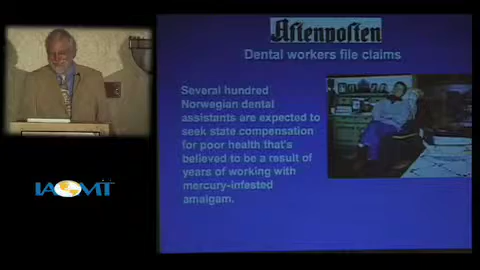 Aftenposten
Dental workers file claims
Several hundred
Norwegian dental
assistants are expected to
seek state compensation
for poor health that's
believed to be a result of
years of working with
mercury-infested
amalgam.
IAOMT